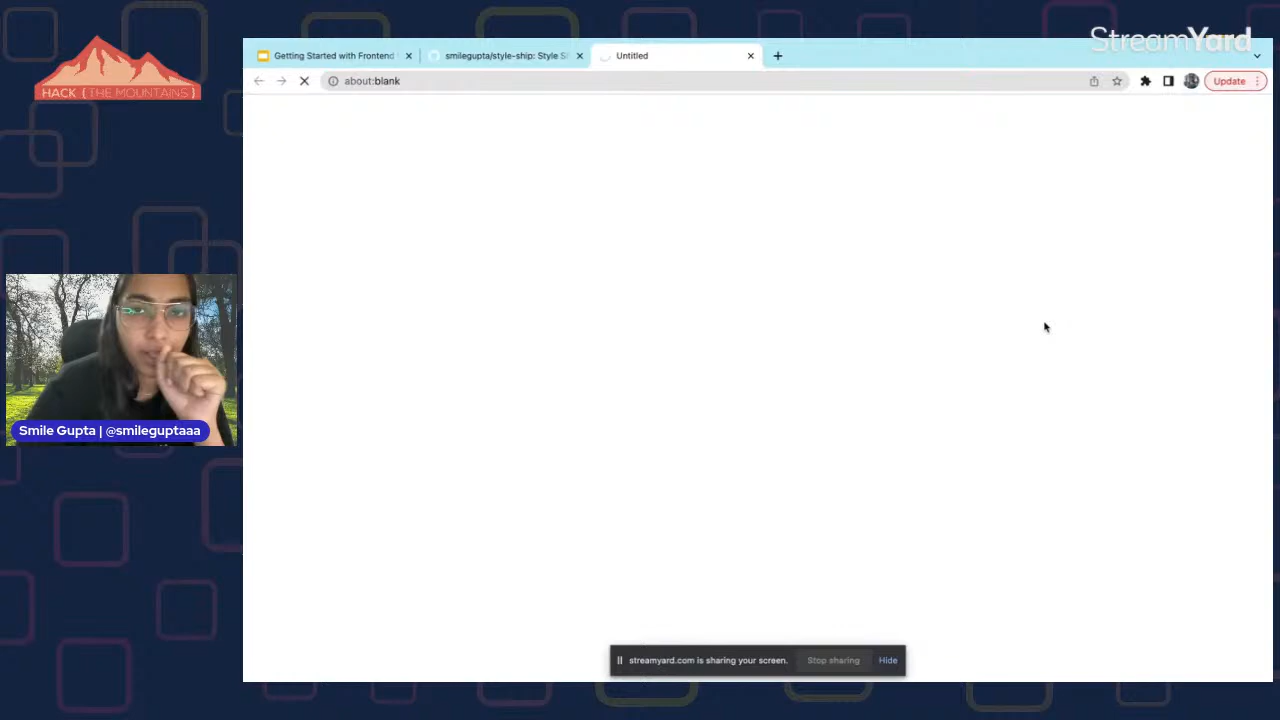 StreamYard
HACK {THE MOUNTAINS}
Getting Started with Frontend
smilegupta/style-ship: Style S
Untitled
about:blank
Update
Smile Gupta | @smileguptaaa
streamyard.com is sharing your screen.
Stop sharing
Hide